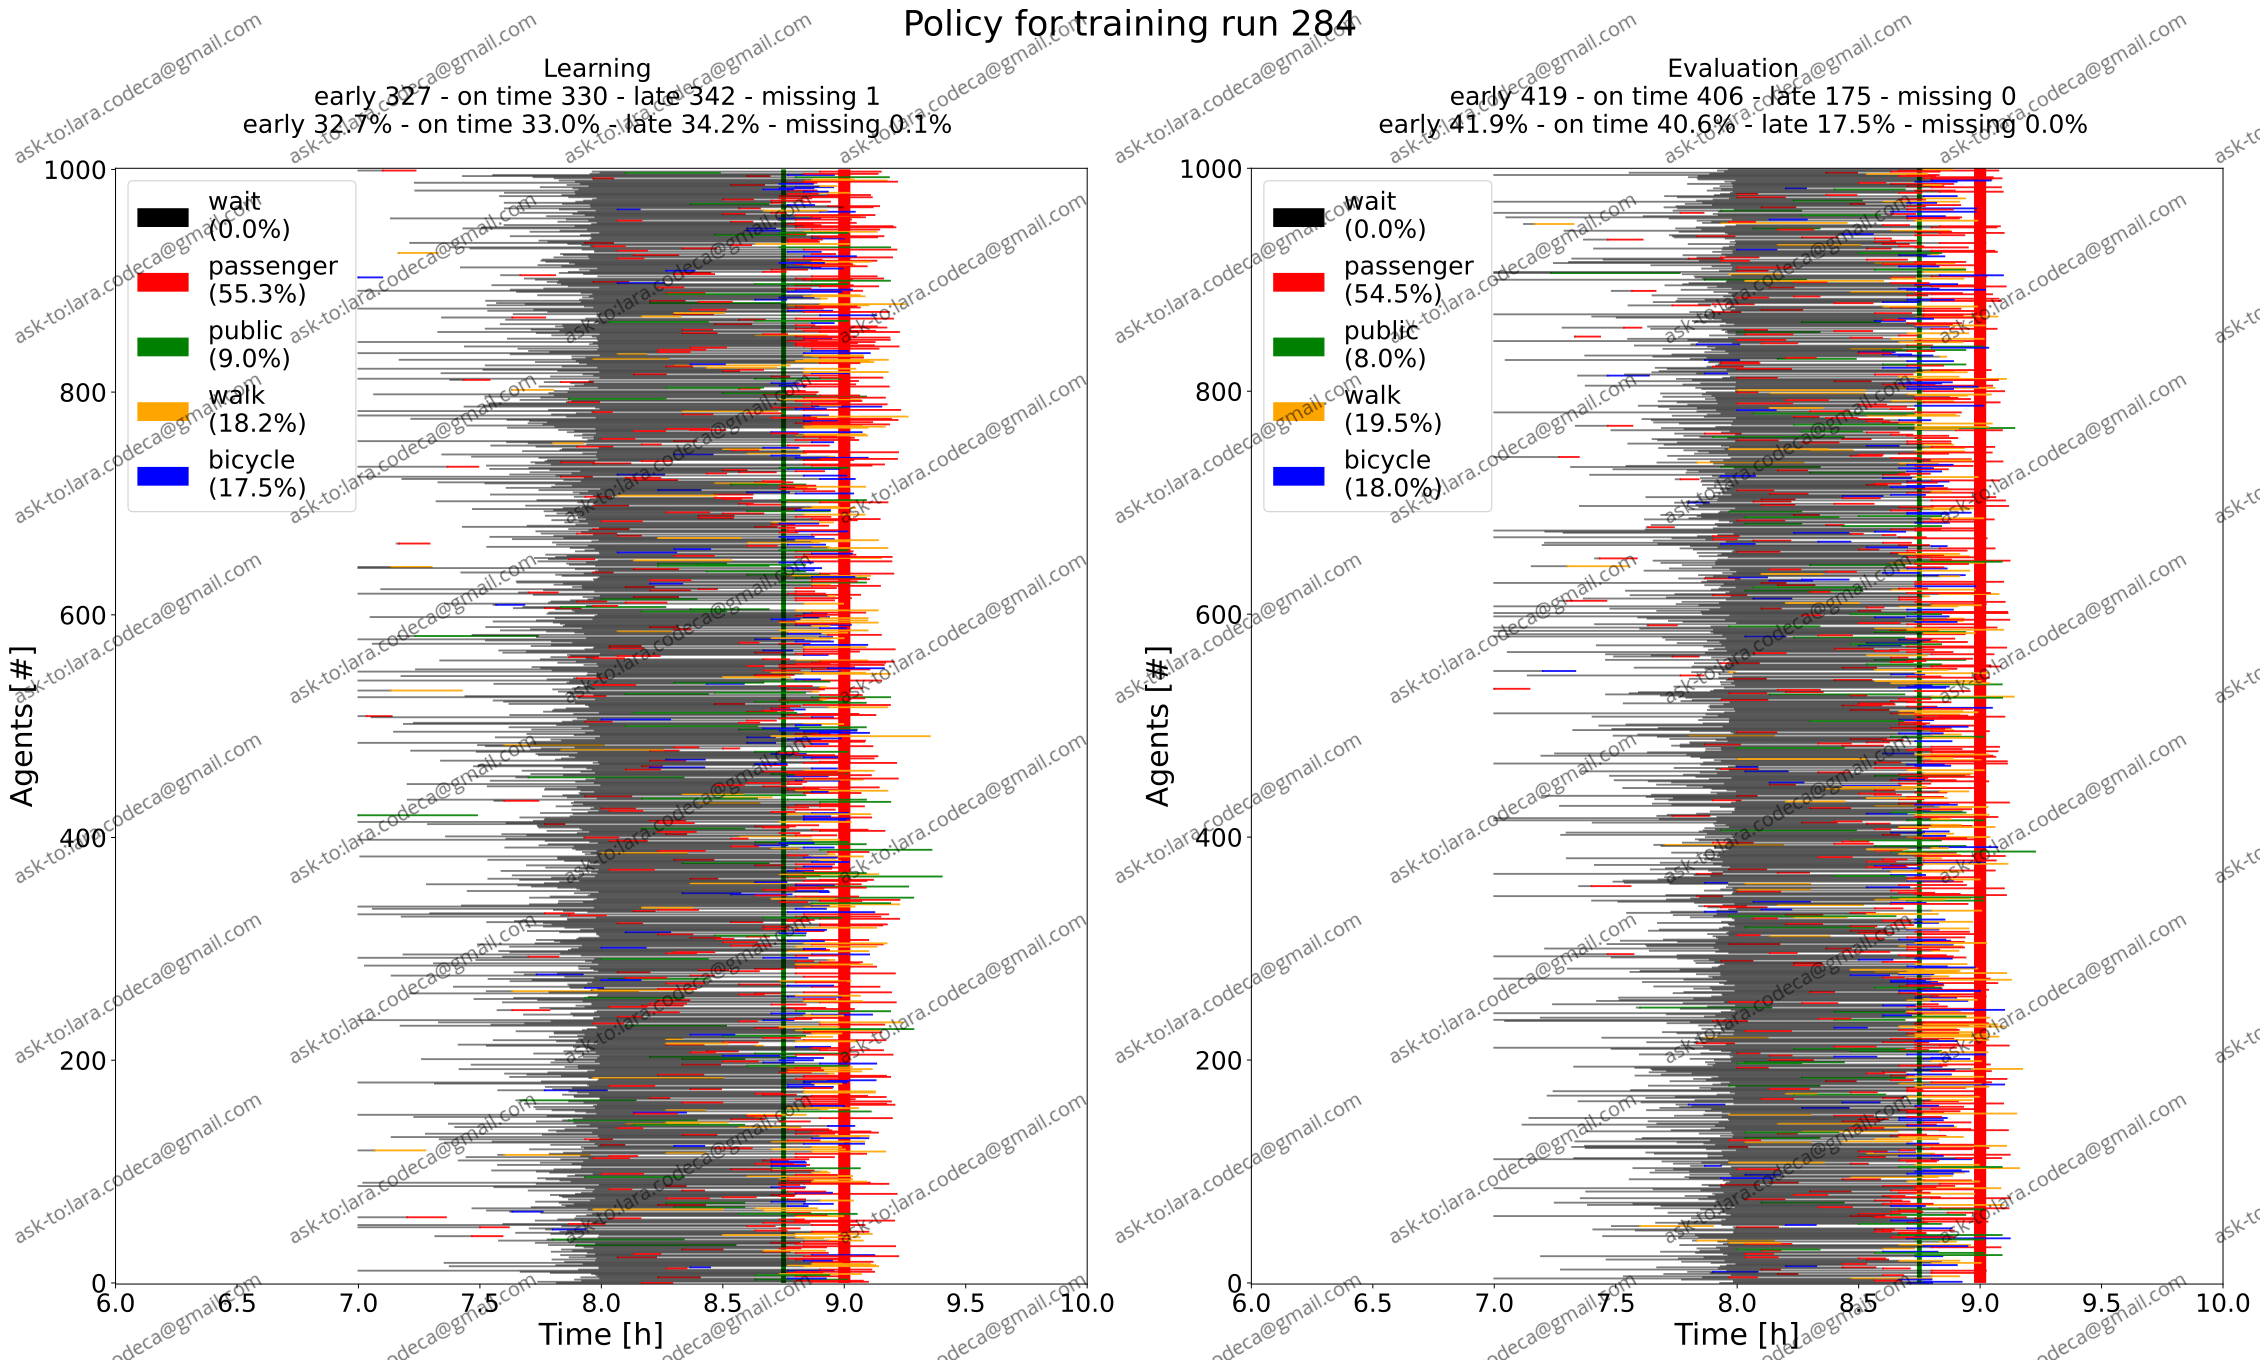 Policy for training run 284
Learning
early 327 - on time 330 - late 342 - missing 1
early 32.7% - on time 33.0% - late 34.2% - missing 0.1%
1000
800
600
400
200
0
Agents [#]
wait
(0.0%)
passenger
(55.3%)
public
(9.0%)
walk
(18.2%)
bicycle
(17.5%)
6.0 6.5 7.0 7.5 8.0 8.5 9.0 9.5 10.0
Time [h]
Evaluation
early 419 - on time 406 - late 175 - missing 0
early 41.9% - on time 40.6% - late 17.5% - missing 0.0%
1000
800
600
400
200
0
Agents [#]
wait
(0.0%)
passenger
(54.5%)
public
(8.0%)
walk
(19.5%)
bicycle
(18.0%)
6.0 6.5 7.0 7.5 8.0 8.5 9.0 9.5 10.0
Time [h]
ask-to:lara.codeca@gmail.com